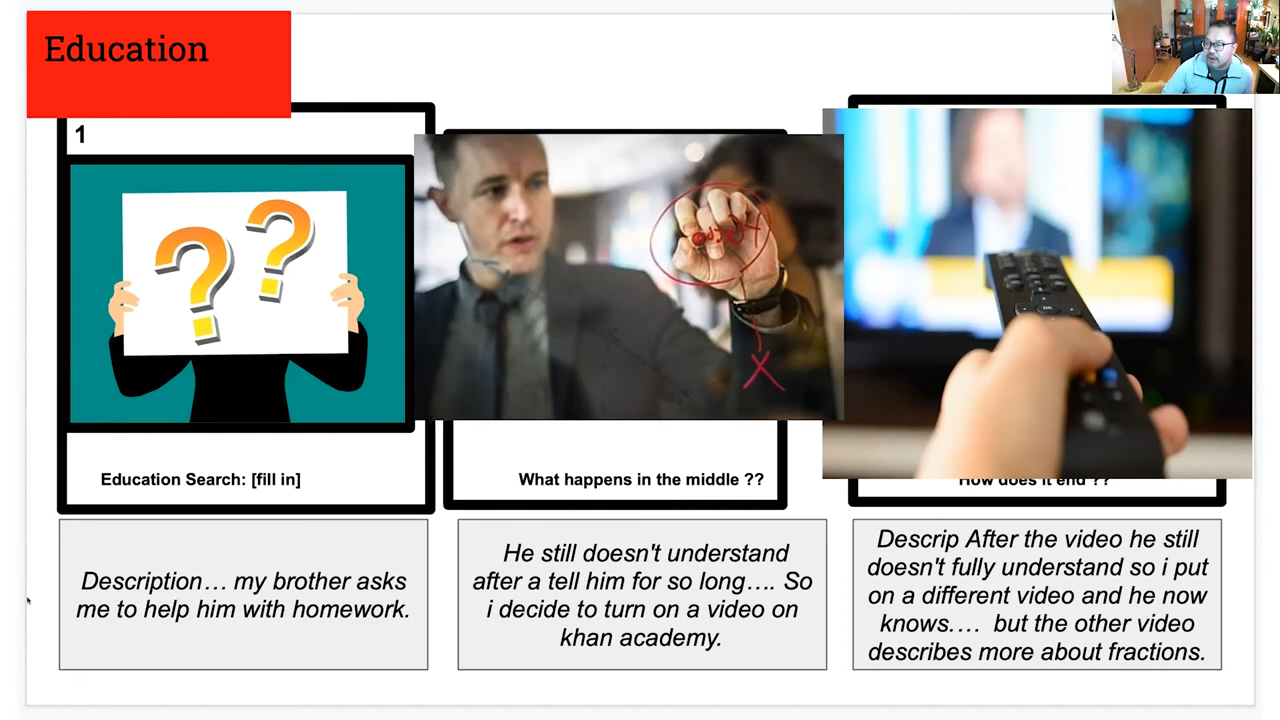 Education
1
Education Search: [fill in]
What happens in the middle ??
How does it end ??
Description… my brother asks
me to help him with homework.
He still doesn't understand
after a tell him for so long…. So
i decide to turn on a video on
khan academy.
Descrip After the video he still
doesn't fully understand so i put
on a different video and he now
knows.… but the other video
describes more about fractions.